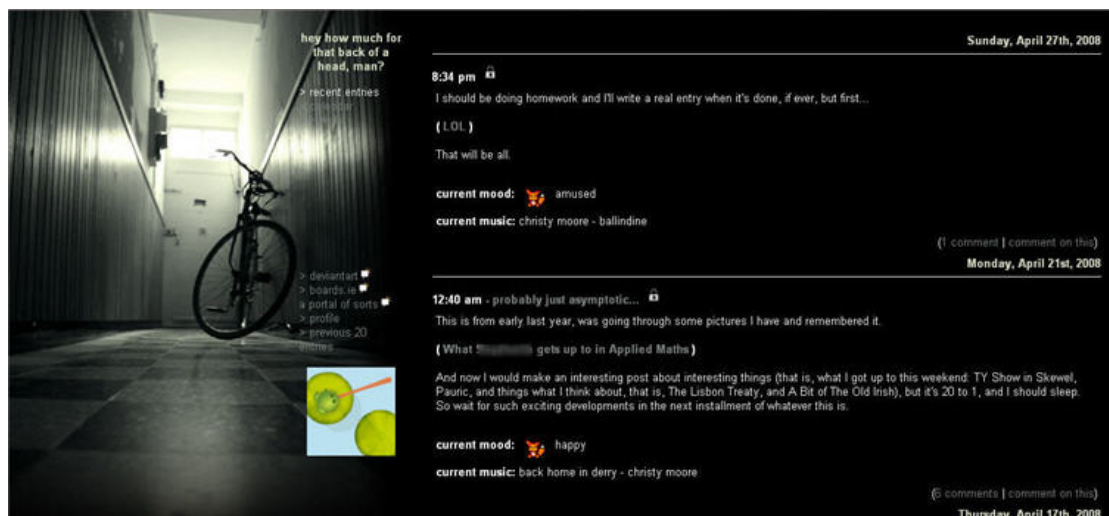 hey how much for
that back of a
head, man?
> recent entries
> calendar
> deviantart
> boards.ie
a portal of sorts
> profile
> previous 20
entries
Sunday, April 27th, 2008
8:34 pm
I should be doing homework and I'll write a real entry when it's done, if ever, but first...
( LOL )
That will be all.
current mood: amused
current music: christy moore - ballindine
(1 comment | comment on this)
Monday, April 21st, 2008
12:40 am - probably just asymptotic...
This is from early last year, was going through some pictures I have and remembered it.
( What gets up to in Applied Maths )
And now I would make an interesting post about interesting things (that is, what I got up to this weekend: TY Show in Skewel,
Pauric, and things what I think about, that is, The Lisbon Treaty, and A Bit of The Old Irish), but it's 20 to 1, and I should sleep.
So wait for such exciting developments in the next installment of whatever this is.
current mood: happy
current music: back home in derry - christy moore
(6 comments | comment on this)
Thursday, April 17th, 2008